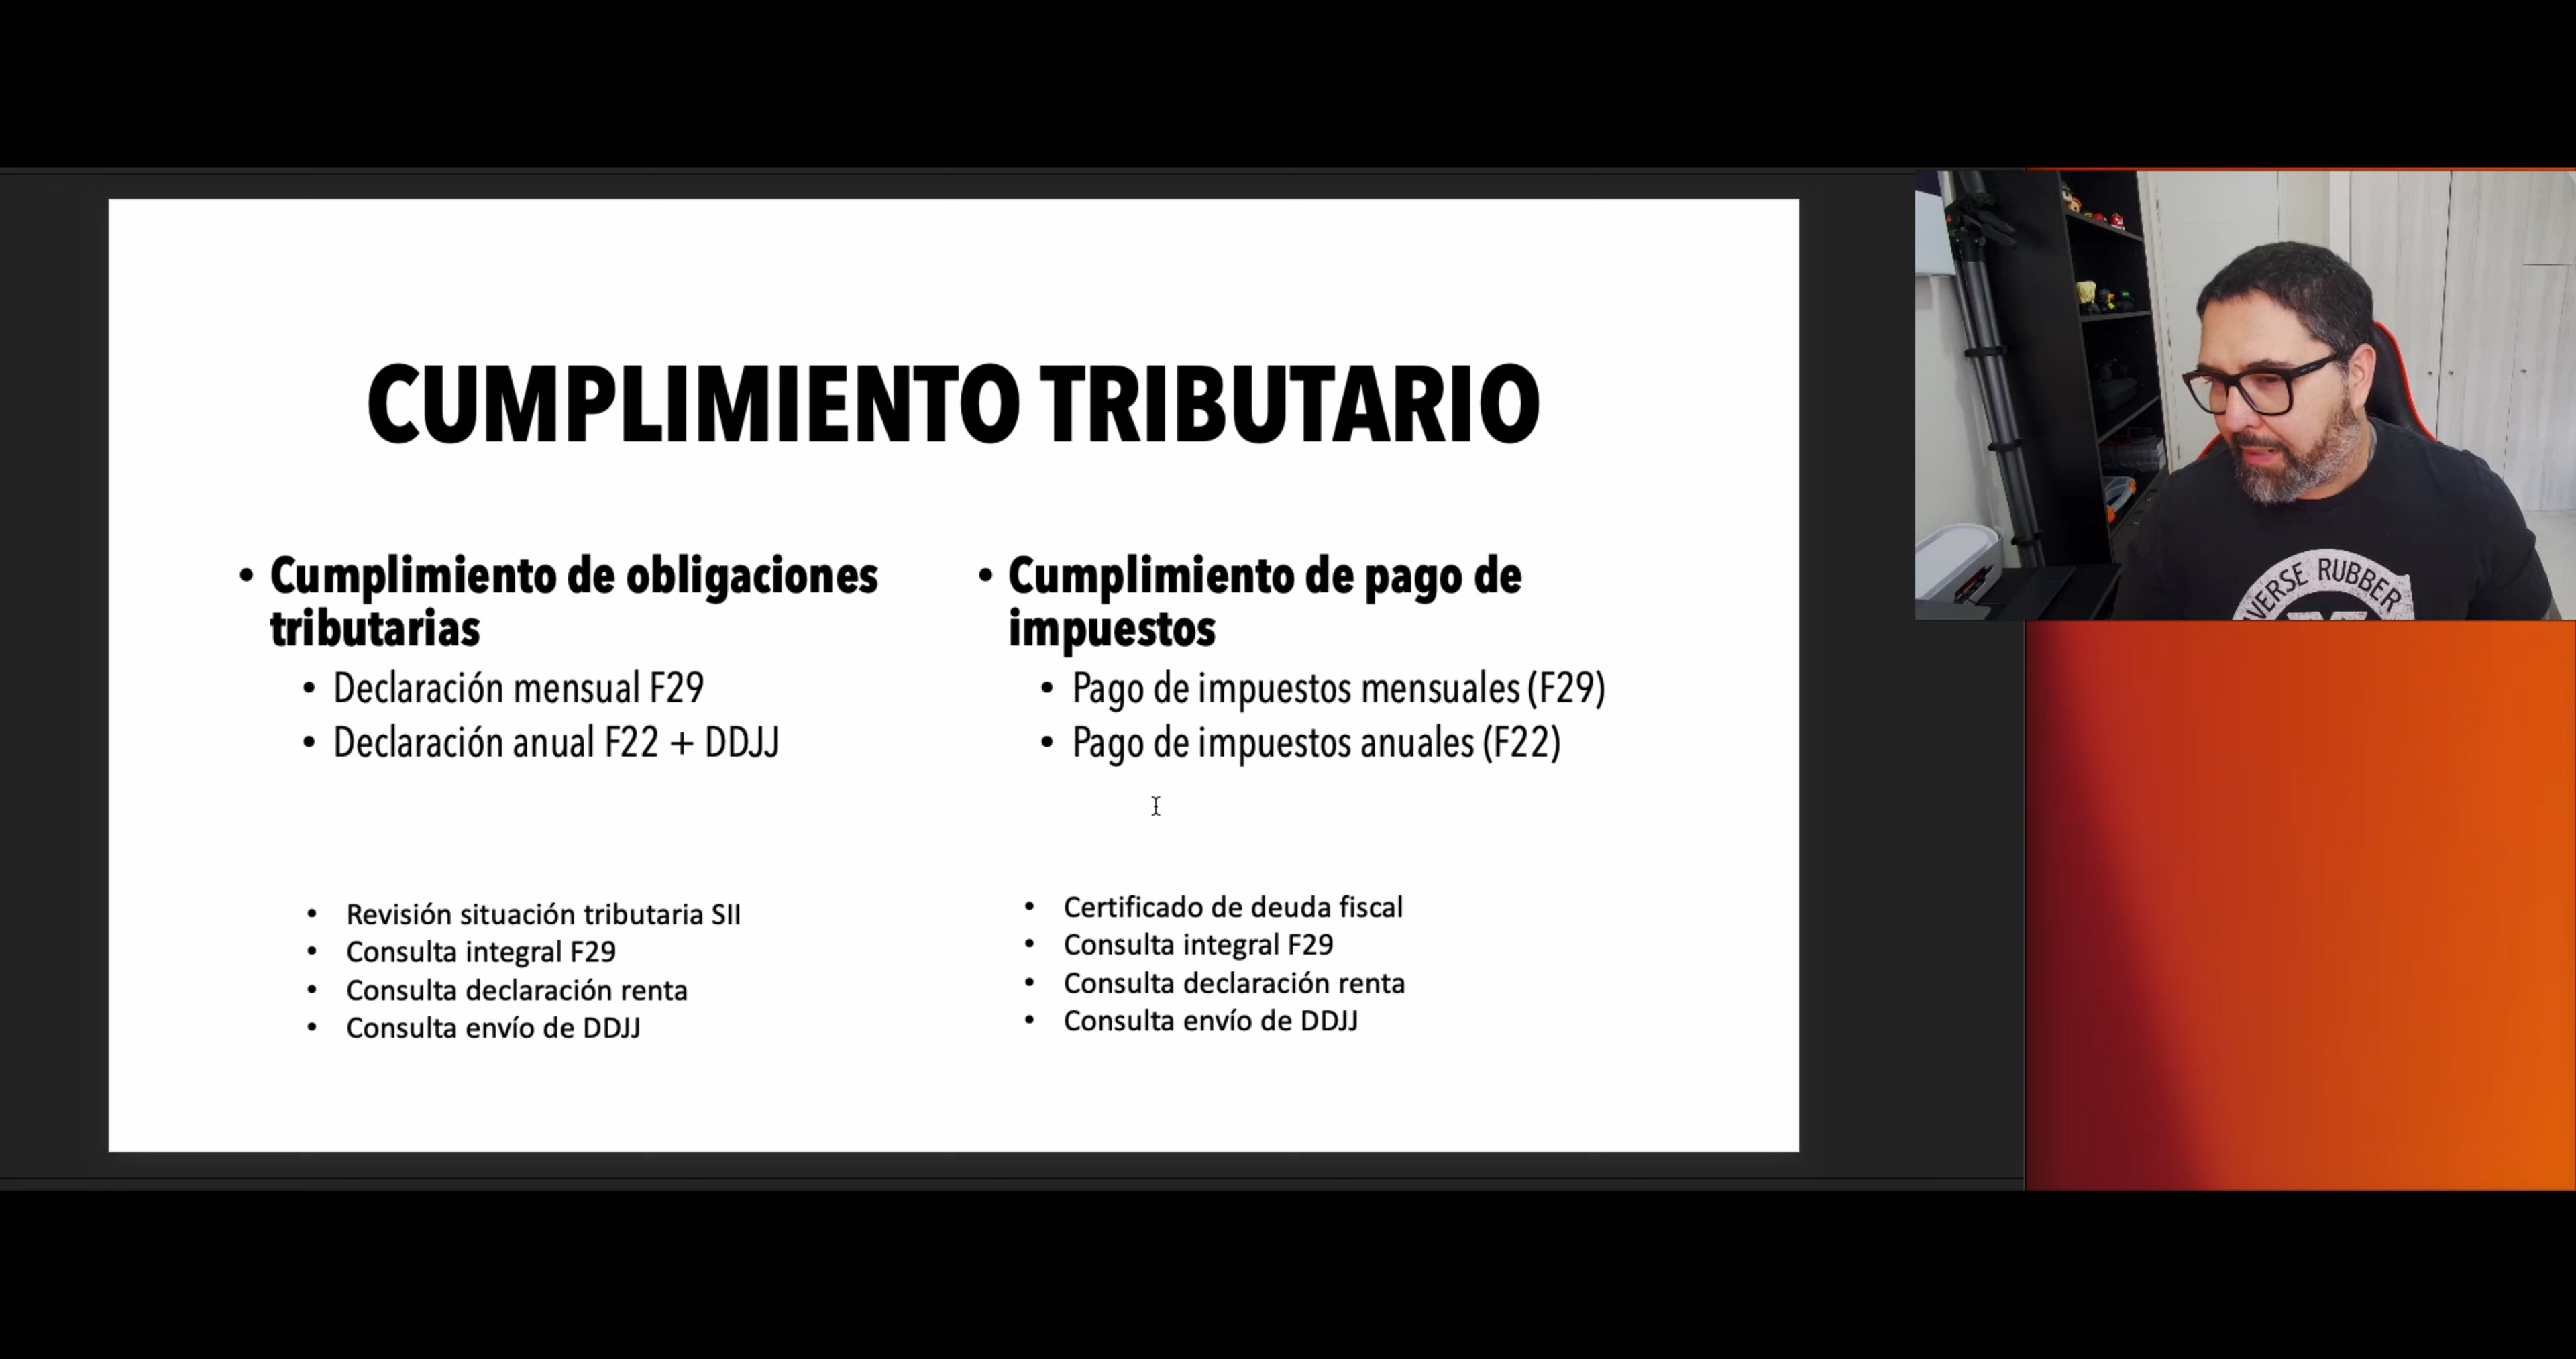 CUMPLIMIENTO TRIBUTARIO
• Cumplimiento de obligaciones
tributarias
• Declaración mensual F29
• Declaración anual F22 + DDJJ
• Revisión situación tributaria SII
• Consulta integral F29
• Consulta declaración renta
• Consulta envío de DDJJ
• Cumplimiento de pago de
impuestos
• Pago de impuestos mensuales (F29)
• Pago de impuestos anuales (F22)
• Certificado de deuda fiscal
• Consulta integral F29
• Consulta declaración renta
• Consulta envío de DDJJ
RUBBER